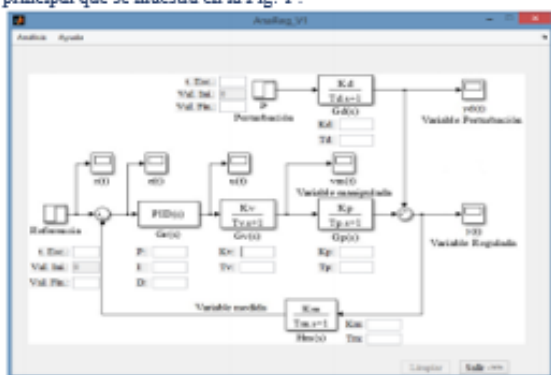 principal que se muestra en la Fig. 1 :
AnaReg_V1
Análisis Ayuda
t. Esc.:
Val. Ini.: 0
Val. Fin.:
P
Perturbación
Kd
Td.s+1
Gd(s)
Kd:
Td:
yd(t)
Variable Perturbación
r(t)
e(t)
u(t)
vm(t)
Variable manipulada
Referencia
PID(s)
Gc(s)
Kv
Tv.s+1
Gv(s)
Kp
Tp.s+1
Gp(s)
y(t)
Variable Regulada
t. Esc.:
Val. Ini.: 0
Val. Fin.:
P:
I:
D:
Kv:
Tv:
Kp:
Tp:
Variable medida
Km
Tm.s+1
Hm(s)
Km:
Tm:
Limpiar Salir -->>